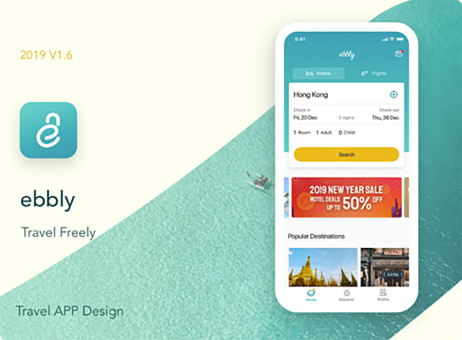 2019 V1.6
ebbly
Travel Freely
Travel APP Design
9:41
ebbly
Hotels
Flights
Hong Kong
Check in
Check out
Fri, 20 Dec
Thu, 26 Dec
1 Room 1 Adult 0 Child
Search
2019 NEW YEAR SALE
HOTEL DEALS
UP TO 50% OFF
Popular Destinations
Home
Discover
Profile